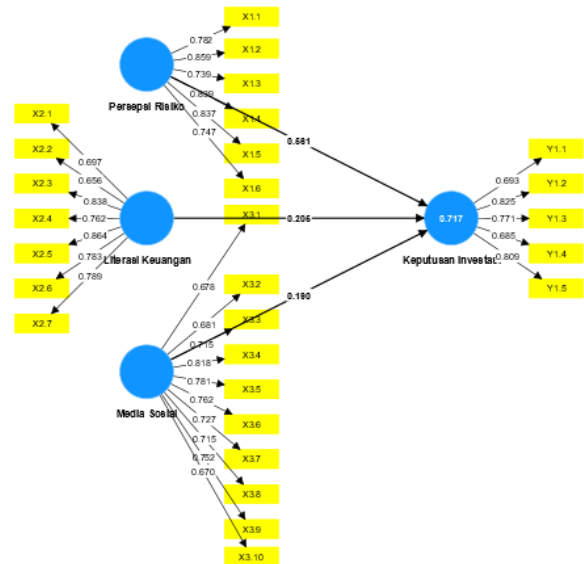 X1.1
0.782
X1.2
0.859
X1.3
0.739
X1.4
0.839
X1.5
0.837
X1.6
0.747
Persepsi Risiko
X2.1
0.697
X2.2
0.656
X2.3
0.838
X2.4
0.762
X2.5
0.864
X2.6
0.783
X2.7
0.789
Literasi Keuangan
X3.1
0.678
X3.2
0.681
X3.3
0.715
X3.4
0.818
X3.5
0.781
X3.6
0.762
X3.7
0.727
X3.8
0.715
X3.9
0.752
X3.10
0.670
Media Sosial
0.205
0.717
Keputusan
Y1.1
0.693
Y1.2
0.825
Y1.3
0.771
Y1.4
0.685
Y1.5
0.809